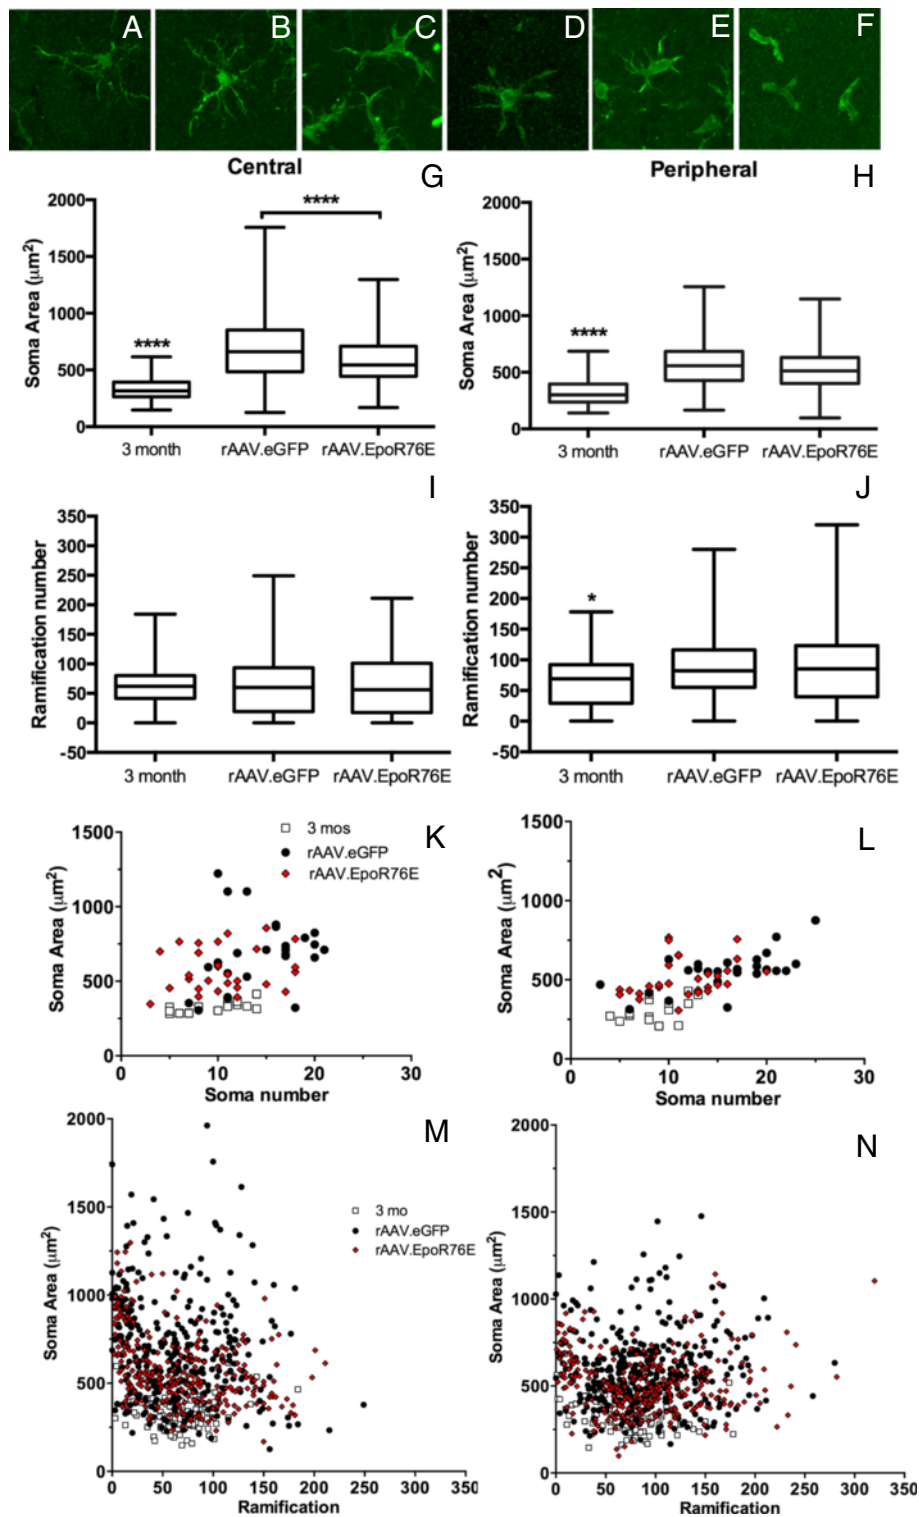 A B C D E F
Central
Peripheral
G
H
****
2000
1500
1000
500
0
Soma Area (μm²)
****
3 month rAAV.eGFP rAAV.EpoR76E
2000
1500
1000
500
0
Soma Area (μm²)
****
3 month rAAV.eGFP rAAV.EpoR76E
I
J
350
300
250
200
150
100
50
0
-50
Ramification number
3 month rAAV.eGFP rAAV.EpoR76E
350
300
250
200
150
100
50
0
-50
Ramification number
*
3 month rAAV.eGFP rAAV.EpoR76E
K
L
3 mos
rAAV.eGFP
rAAV.EpoR76E
1500
1000
500
0
Soma Area (μm²)
0 10 20 30
Soma number
1500
1000
500
0
Soma Area (μm²)
0 10 20 30
Soma number
M
N
3 mo
rAAV.eGFP
rAAV.EpoR76E
2000
1500
1000
500
0
Soma Area (μm²)
0 50 100 150 200 250 300 350
Ramification
2000
1500
1000
500
0
Soma Area (μm²)
0 50 100 150 200 250 300 350
Ramification